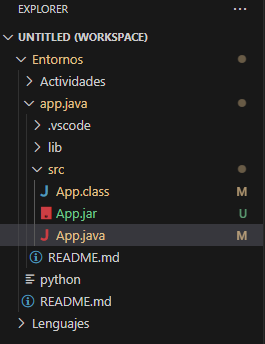 EXPLORER
UNTITLED (WORKSPACE)
Entornos
Actividades
app.java
.vscode
lib
src
App.class M
App.jar U
App.java M
README.md
python
README.md
Lenguajes